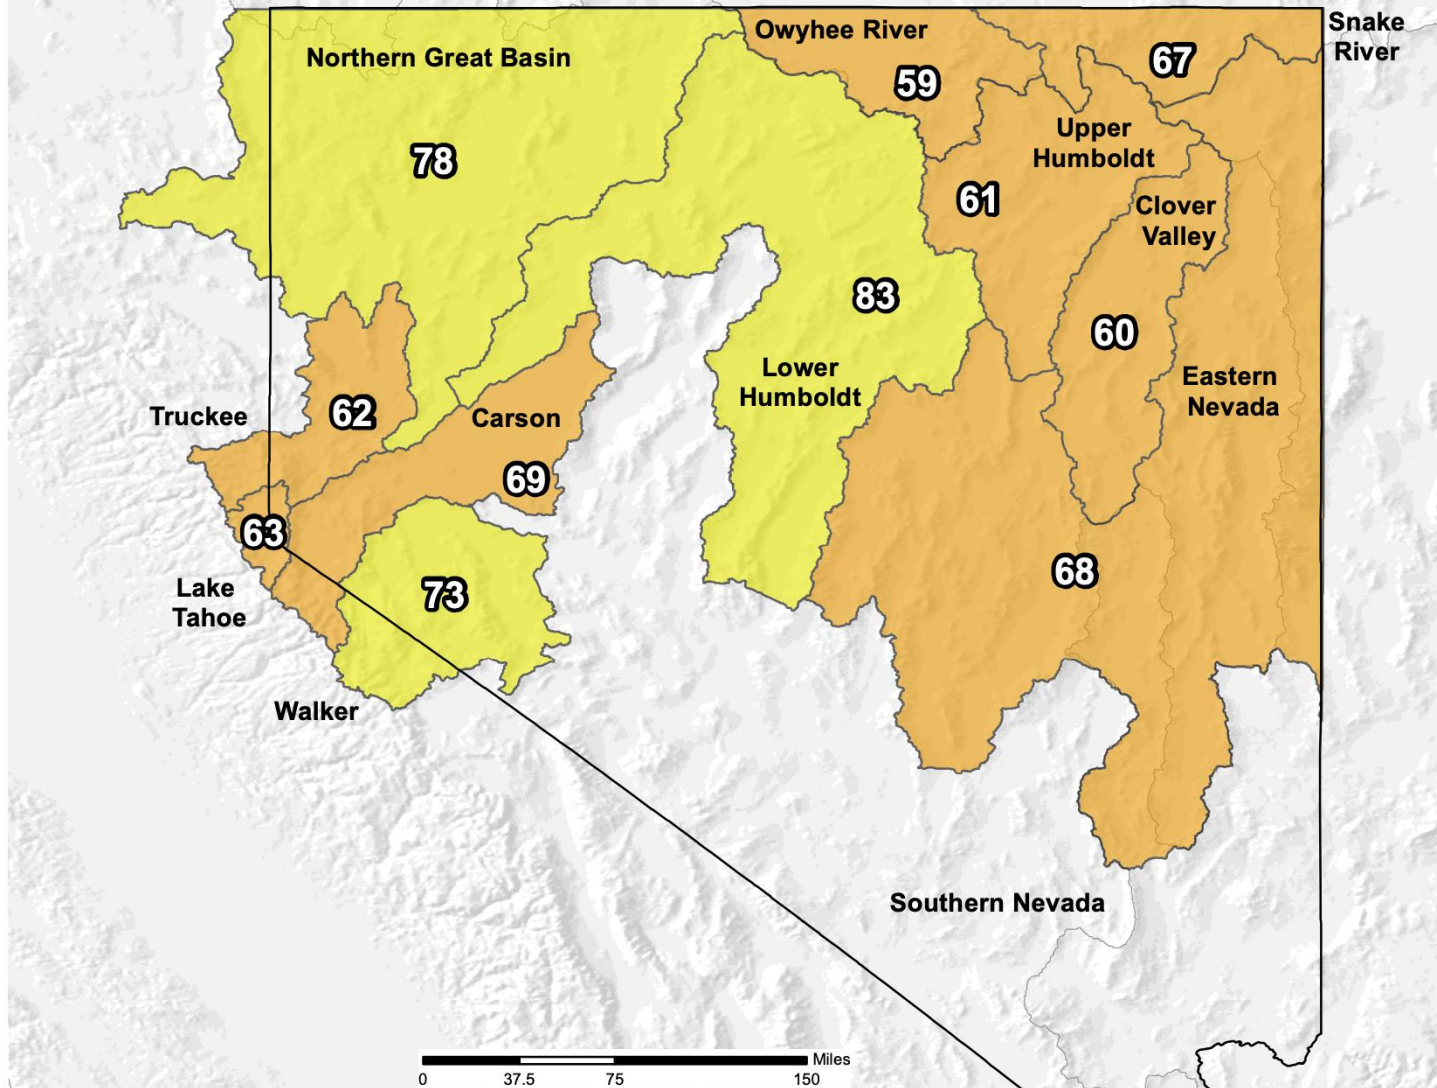 Snake
River
Owyhee River
67
Northern Great Basin
59
Upper
Humboldt
78
61
Clover
Valley
83
60
Lower
Humboldt
Eastern
Nevada
Truckee
62
Carson
69
63
68
Lake
Tahoe
73
Walker
Southern Nevada
Miles
0 37.5 75 150